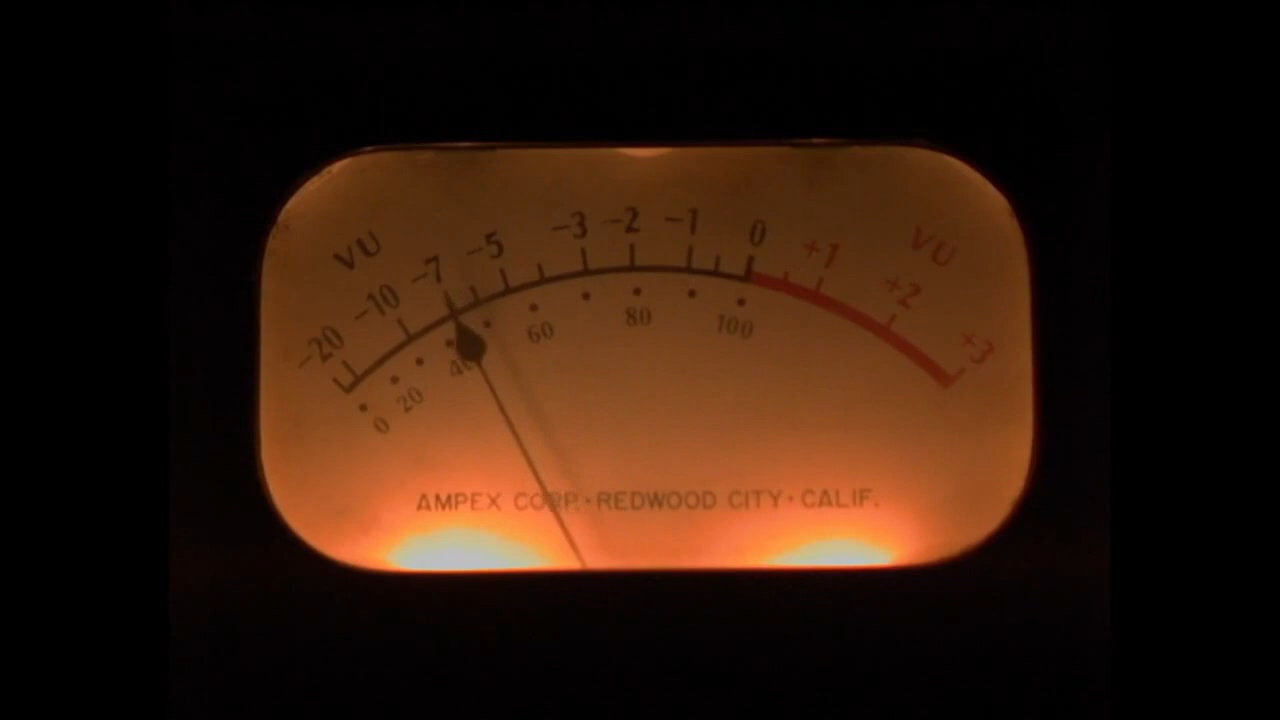 VU -20 -10 -7 -5 -3 -2 -1 0 +1 +2 +3 VU
0 20 40 60 80 100
AMPEX CORP. · REDWOOD CITY · CALIF.